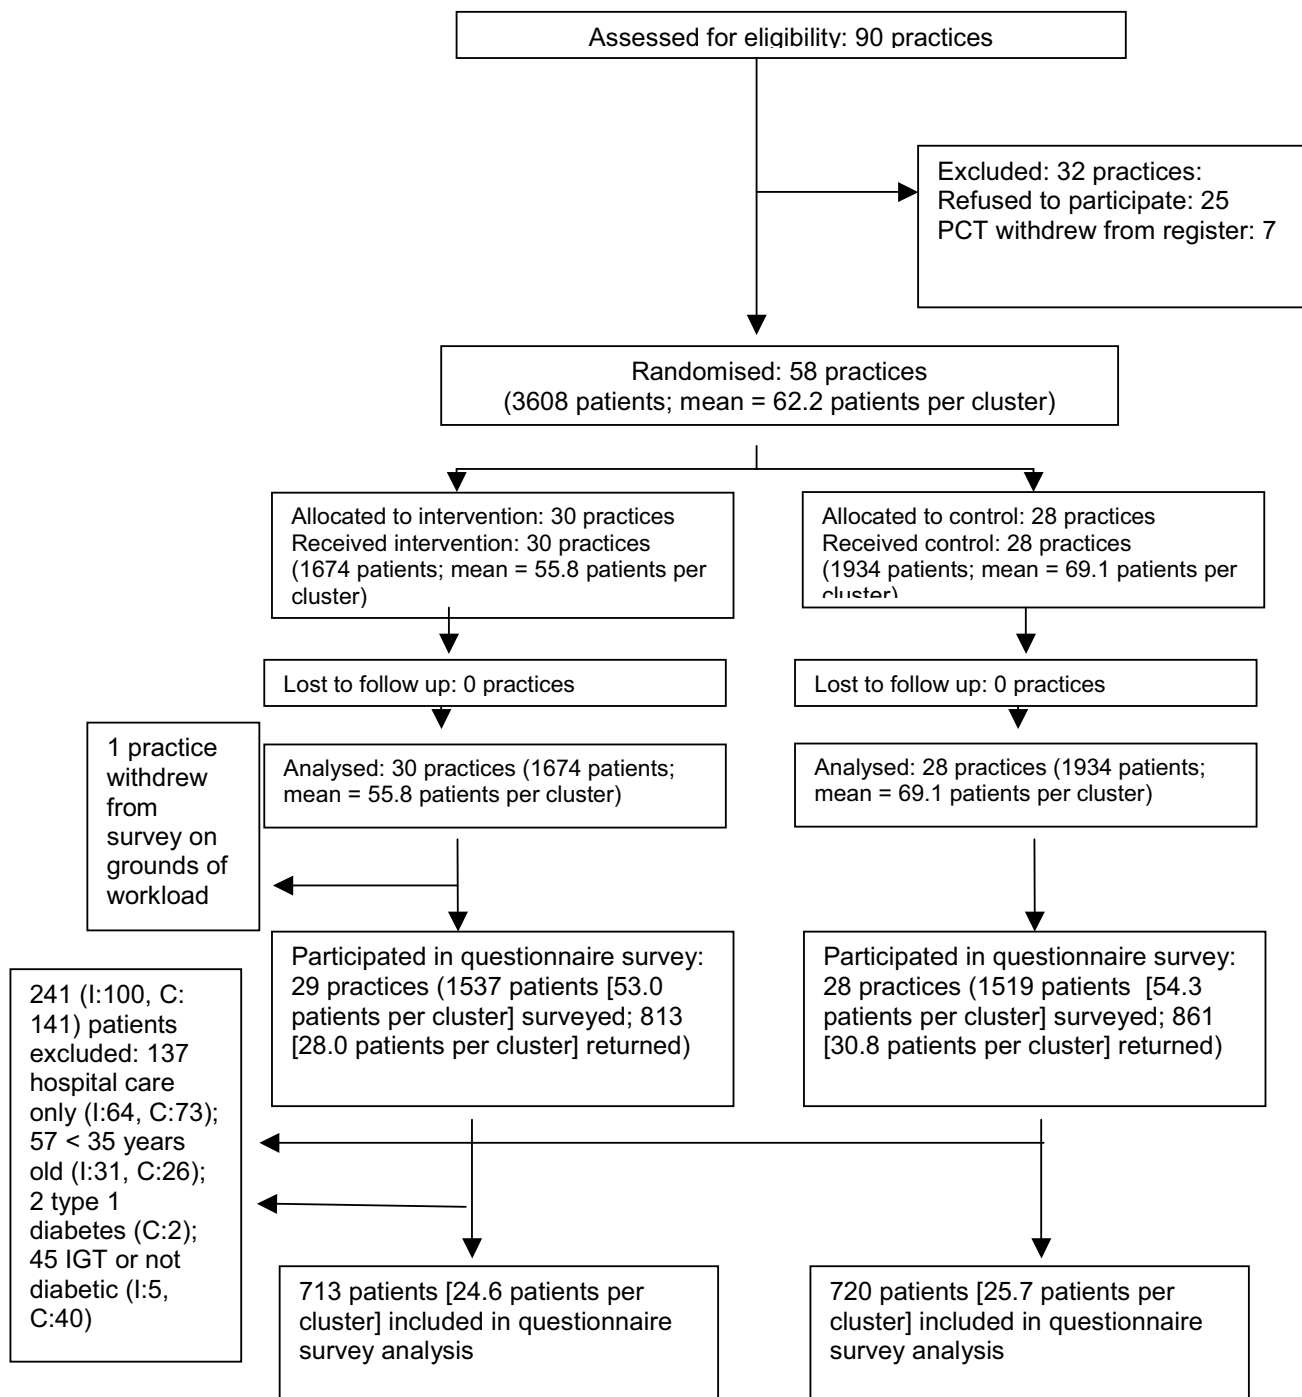 Assessed for eligibility: 90 practices
Excluded: 32 practices:
Refused to participate: 25
PCT withdrew from register: 7
Randomised: 58 practices
(3608 patients; mean = 62.2 patients per cluster)
Allocated to intervention: 30 practices
Received intervention: 30 practices
(1674 patients; mean = 55.8 patients per
cluster)
Allocated to control: 28 practices
Received control: 28 practices
(1934 patients; mean = 69.1 patients per
cluster)
Lost to follow up: 0 practices
Lost to follow up: 0 practices
1 practice
withdrew
from
survey on
grounds of
workload
Analysed: 30 practices (1674 patients;
mean = 55.8 patients per cluster)
Analysed: 28 practices (1934 patients;
mean = 69.1 patients per cluster)
Participated in questionnaire survey:
29 practices (1537 patients [53.0
patients per cluster] surveyed; 813
[28.0 patients per cluster] returned)
Participated in questionnaire survey:
28 practices (1519 patients  [54.3
patients per cluster] surveyed; 861
[30.8 patients per cluster] returned)
241 (I:100, C:
141) patients
excluded: 137
hospital care
only (I:64, C:73);
57 < 35 years
old (I:31, C:26);
2 type 1
diabetes (C:2);
45 IGT or not
diabetic (I:5,
C:40)
713 patients [24.6 patients per
cluster] included in questionnaire
survey analysis
720 patients [25.7 patients per
cluster] included in questionnaire
survey analysis